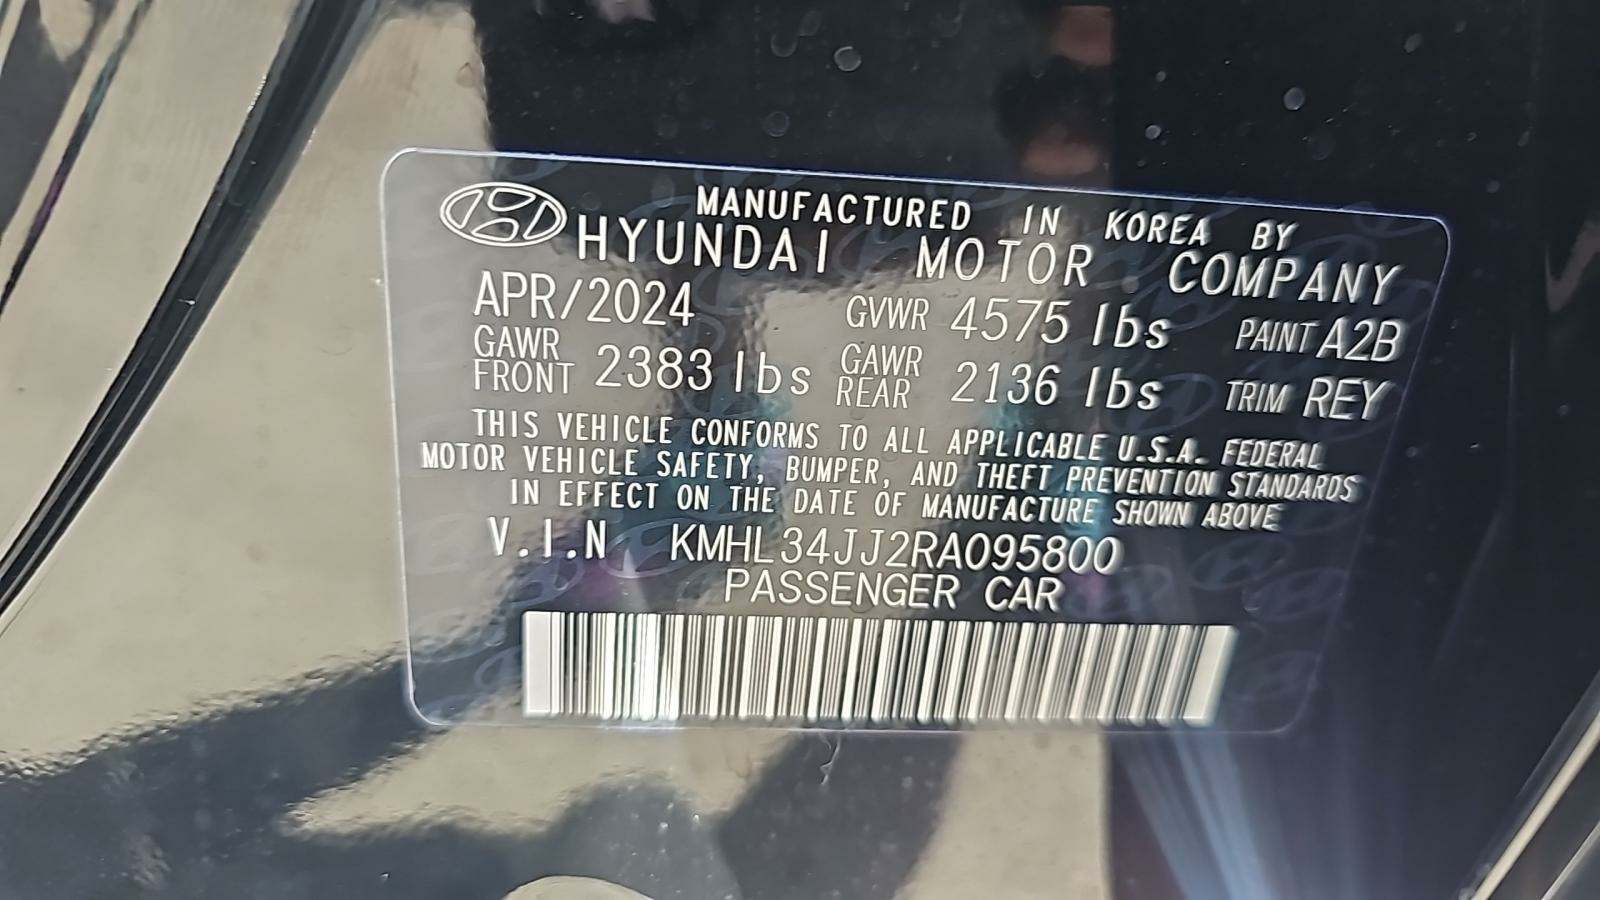 MANUFACTURED IN KOREA BY
HYUNDAI MOTOR COMPANY
APR/2024 GVWR 4575 lbs PAINT A2B
GAWR FRONT 2383 lbs GAWR REAR 2136 lbs TRIM REY
THIS VEHICLE CONFORMS TO ALL APPLICABLE U.S.A. FEDERAL
MOTOR VEHICLE SAFETY, BUMPER, AND THEFT PREVENTION STANDARDS
IN EFFECT ON THE DATE OF MANUFACTURE SHOWN ABOVE
V.I.N KMHL34JJ2RA095800
PASSENGER CAR